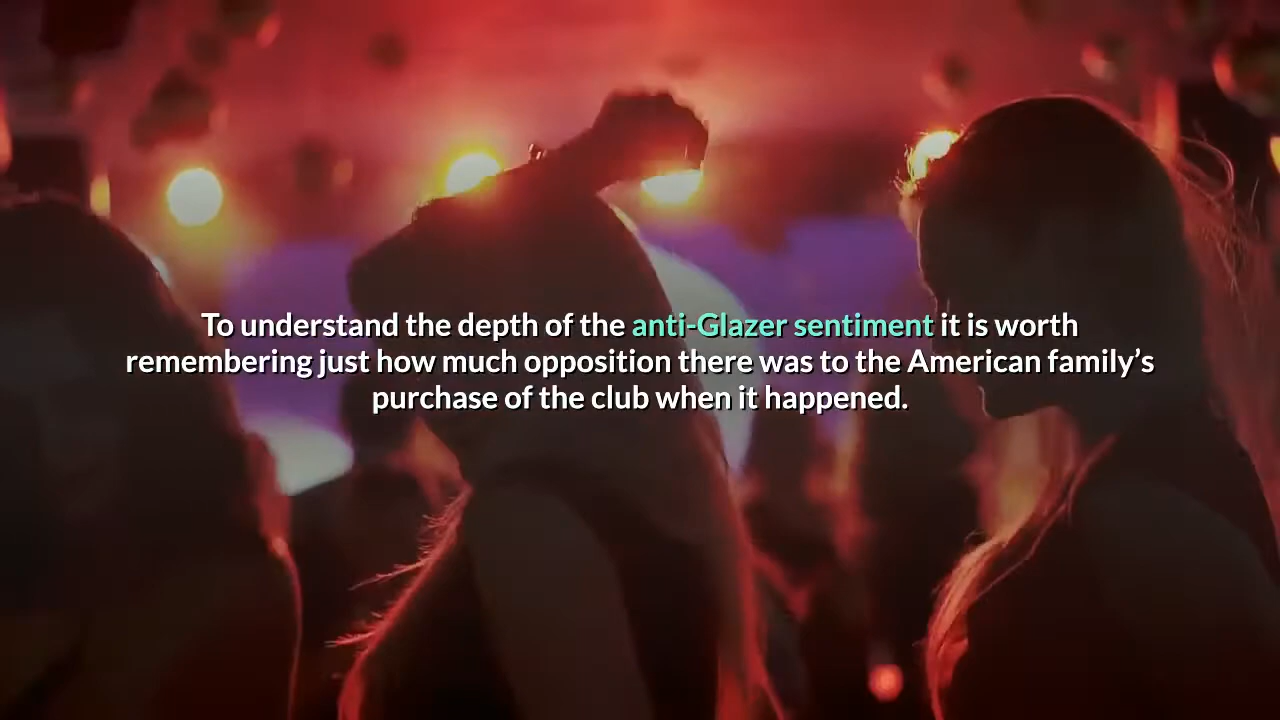 To understand the depth of the anti-Glazer sentiment it is worth
remembering just how much opposition there was to the American family’s
purchase of the club when it happened.